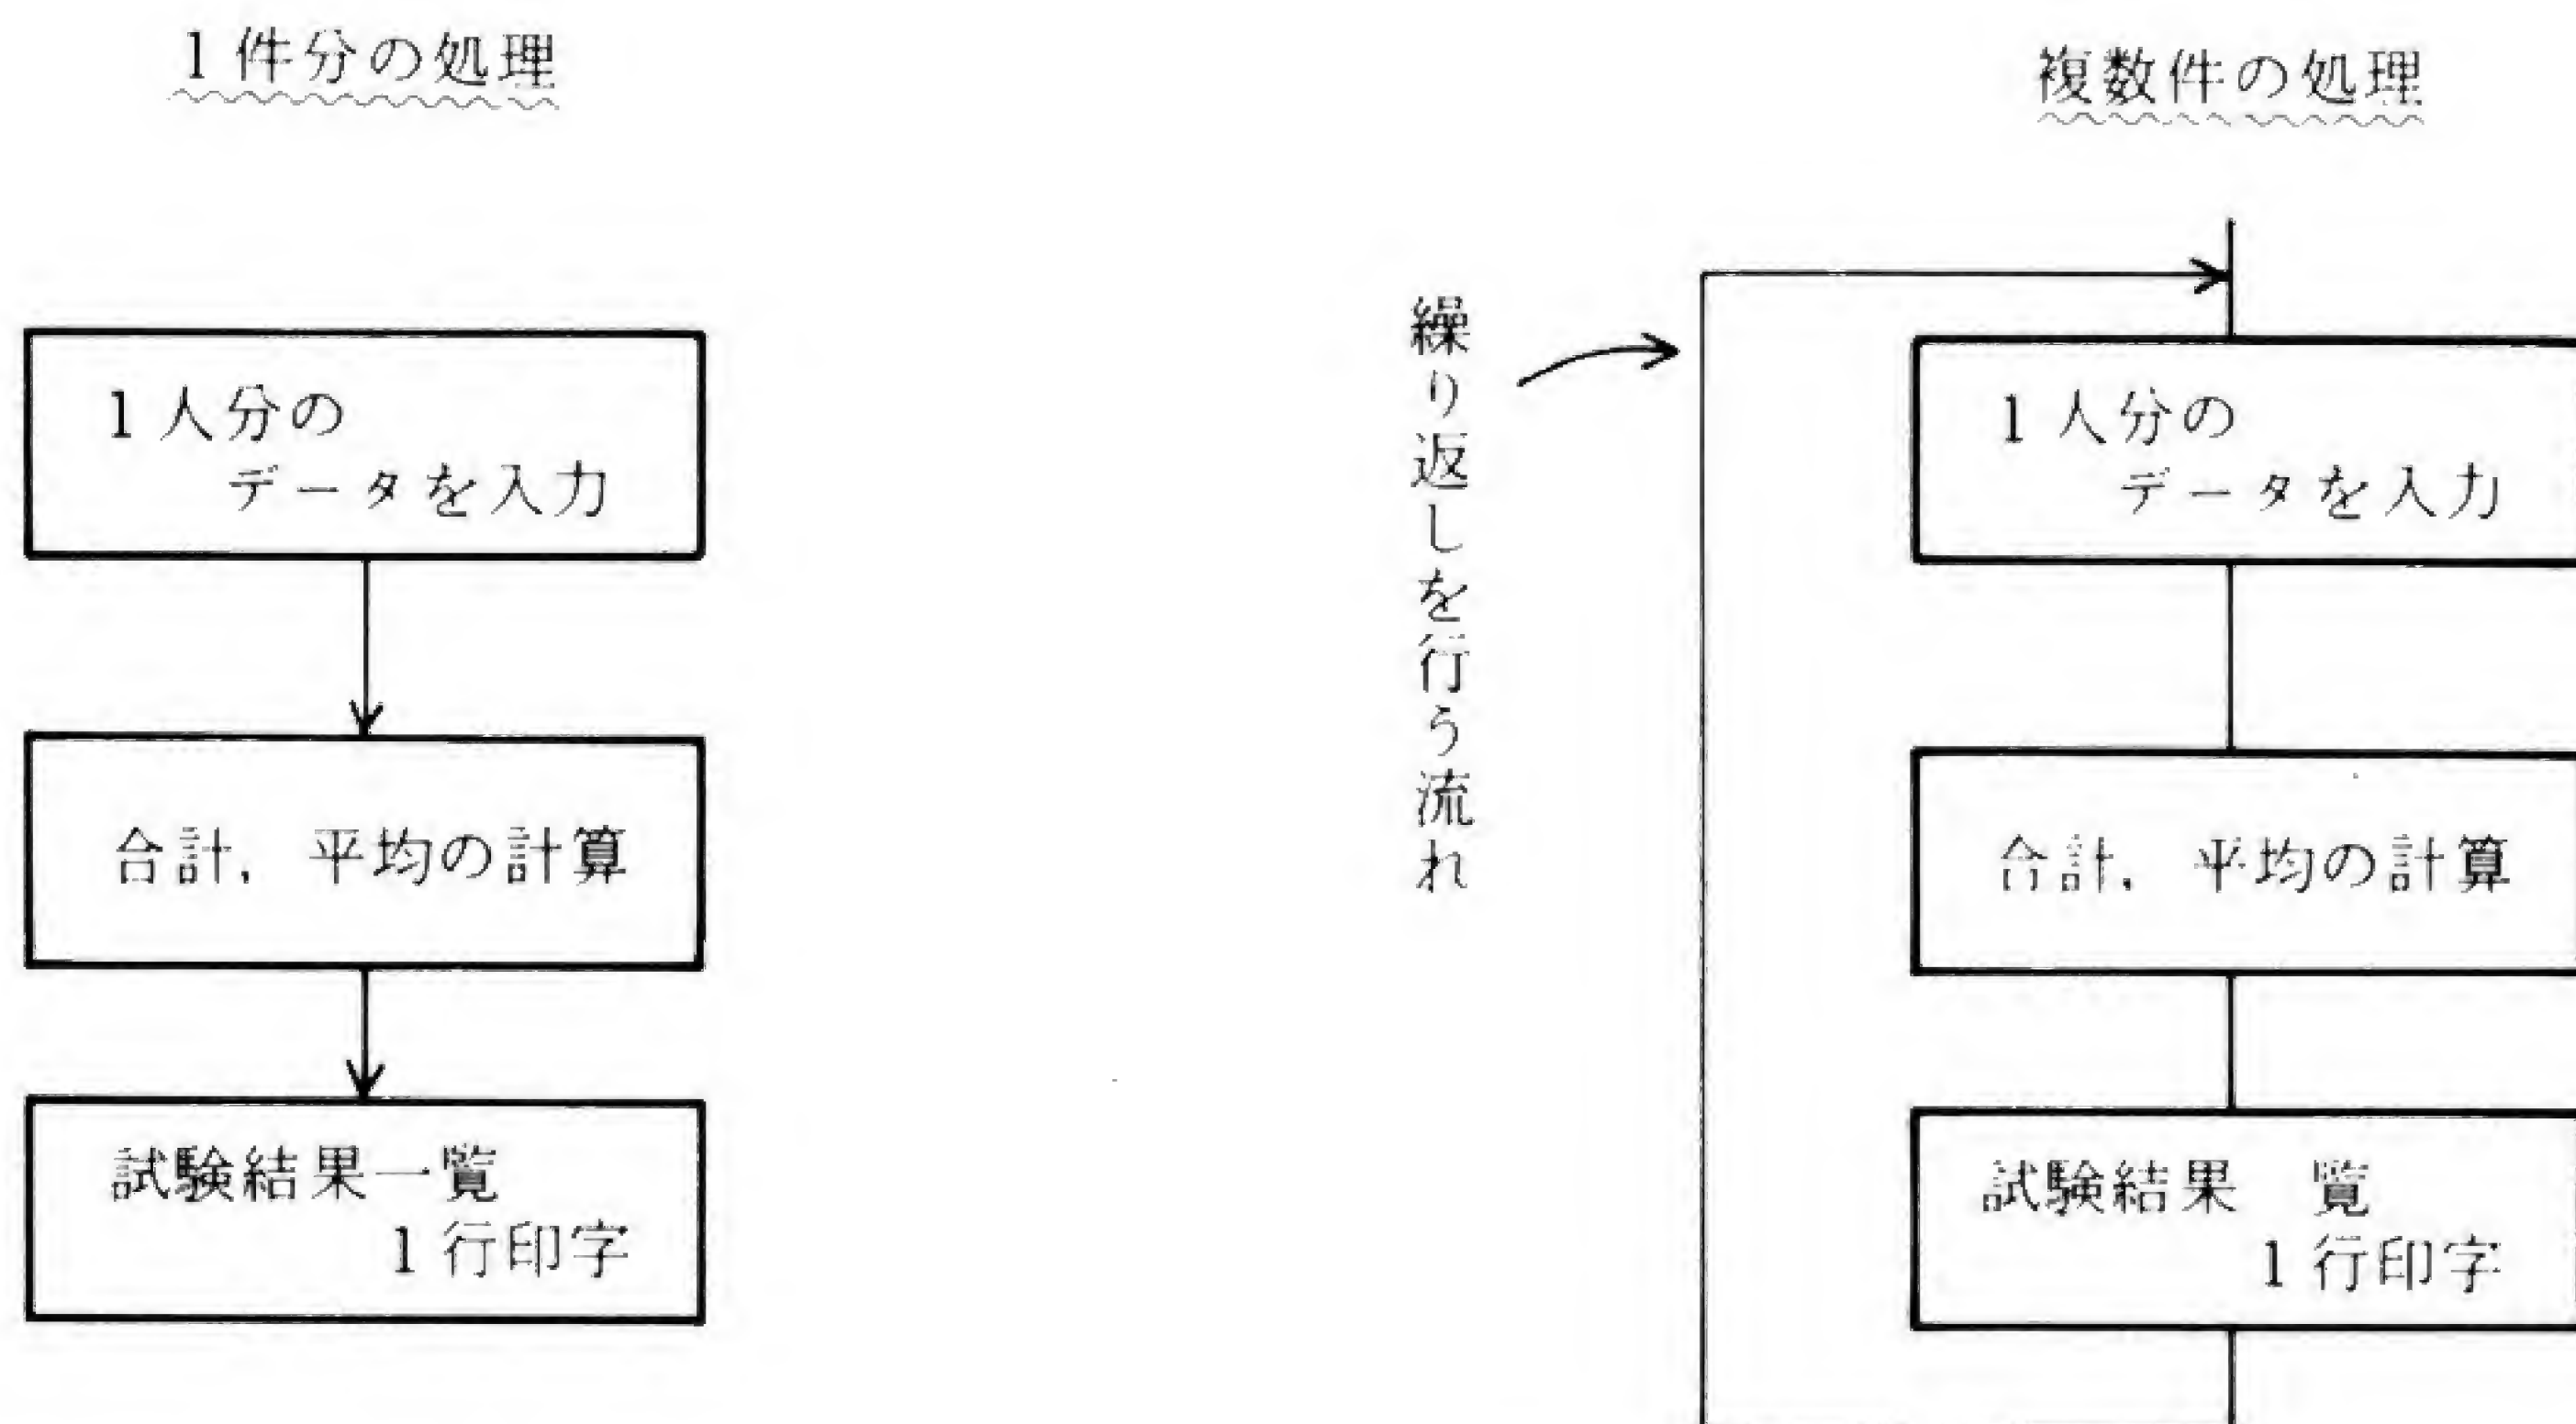 1件分の処理
1人分の
データを入力
合計,平均の計算
試験結果一覧
1行印字
複数件の処理
繰り返しを行う流れ
1人分の
データを入力
合計,平均の計算
試験結果 覧
1行印字